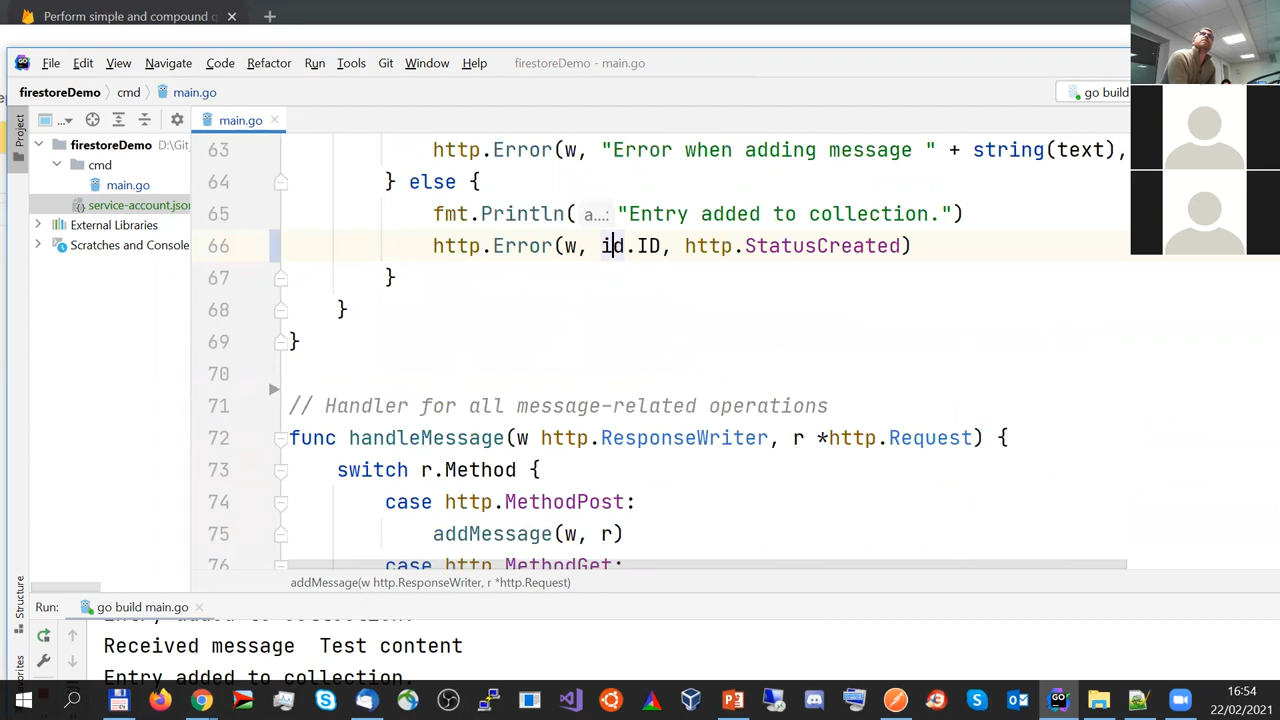 Perform simple and compound q
File Edit View Navigate Code Refactor Run Tools Git Window Help firestoreDemo - main.go
firestoreDemo cmd main.go go build
Project
main.go
firestoreDemo D:\Git
cmd
main.go
service-account.json
External Libraries
Scratches and Console
63 http.Error(w, "Error when adding message " + string(text),
64 } else {
65 fmt.Println( a...: "Entry added to collection.")
66 http.Error(w, id.ID, http.StatusCreated)
67 }
68 }
69 }
70
71 // Handler for all message-related operations
72 func handleMessage(w http.ResponseWriter, r *http.Request) {
73 switch r.Method {
74 case http.MethodPost:
75 addMessage(w, r)
76 case http.MethodGet:
addMessage(w http.ResponseWriter, r *http.Request)
Structure
Favorites
Run: go build main.go
Entry added to collection.
Received message Test content
Entry added to collection.
16:54
22/02/2021